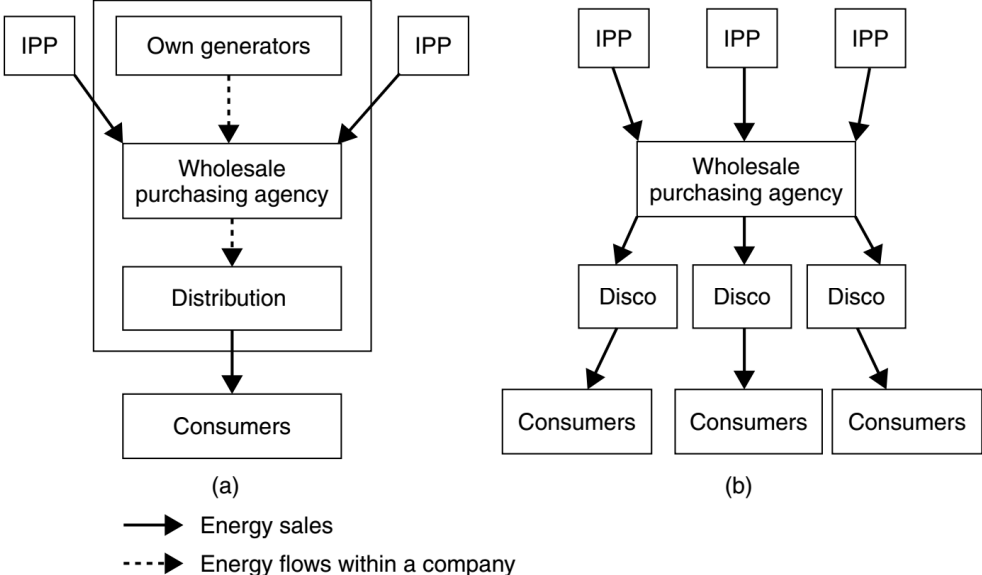 IPP
Own generators
IPP
Wholesale
purchasing agency
Distribution
Consumers
(a)
IPP
IPP
IPP
Wholesale
purchasing agency
Disco
Disco
Disco
Consumers
Consumers
Consumers
(b)
Energy sales
Energy flows within a company